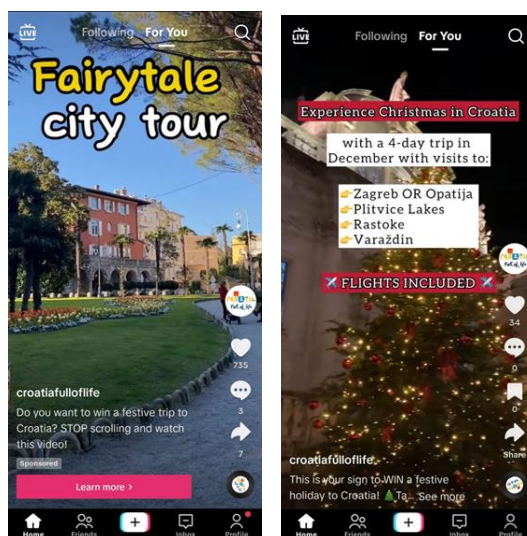 LIVE
Following For You
Fairytale
city tour
735
3
7
croatiafulloflife
Do you want to win a festive trip to
Croatia? STOP scrolling and watch
this video!
Sponsored
Learn more >
Home Friends Inbox Profile
LIVE
Following For You
Experience Christmas in Croatia
with a 4-day trip in
December with visits to:
👉Zagreb OR Opatija
👉Plitvice Lakes
👉Rastoke
👉Varaždin
✈️ FLIGHTS INCLUDED ✈️
34
0
0
Share
croatiafulloflife
This is your sign to WIN a festive
holiday to Croatia! 🎄Ta... See more
Home Friends Inbox Profile